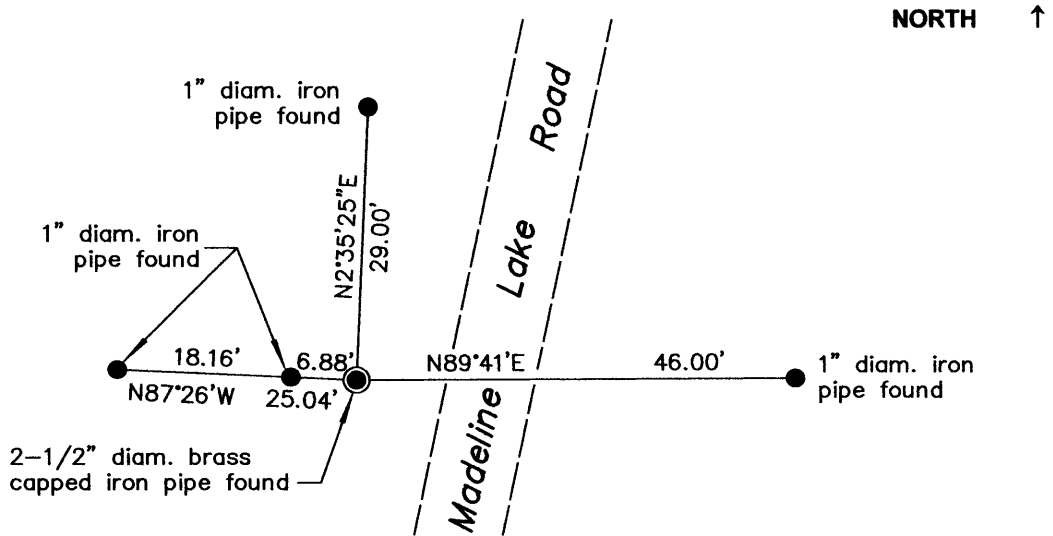 NORTH ↑
1" diam. iron
pipe found
Madeline Lake Road
N2°35'25"E
29.00'
1" diam. iron
pipe found
18.16'
6.88'
N89°41'E
46.00'
1" diam. iron
pipe found
N87°26'W
25.04'
2-1/2" diam. brass
capped iron pipe found